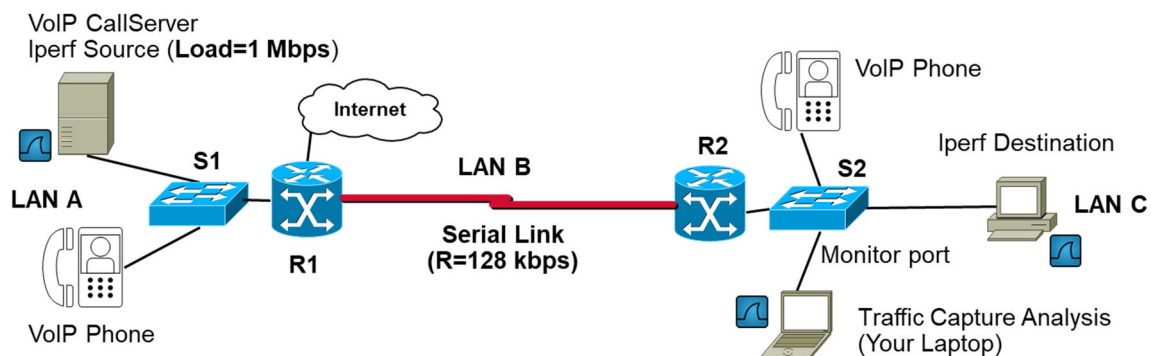 VoIP CallServer
Iperf Source (Load=1 Mbps)
Internet
VoIP Phone
S1
R2
Iperf Destination
LAN B
S2
LAN A
LAN C
Serial Link
(R=128 kbps)
R1
Monitor port
VoIP Phone
Traffic Capture Analysis
(Your Laptop)